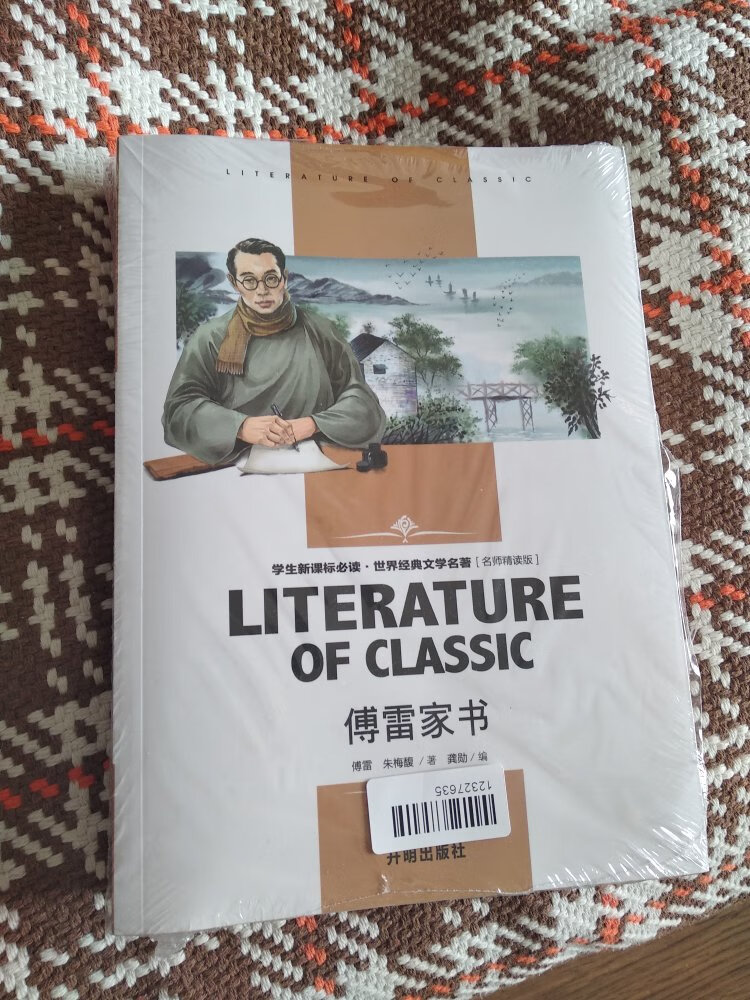 LITERATURE OF CLASSIC
学生新课标必读·世界经典文学名著［名师精读版］
LITERATURE
OF CLASSIC
傅雷家书
傅雷 朱梅馥/著 龚勋/编
12327635
开明出版社